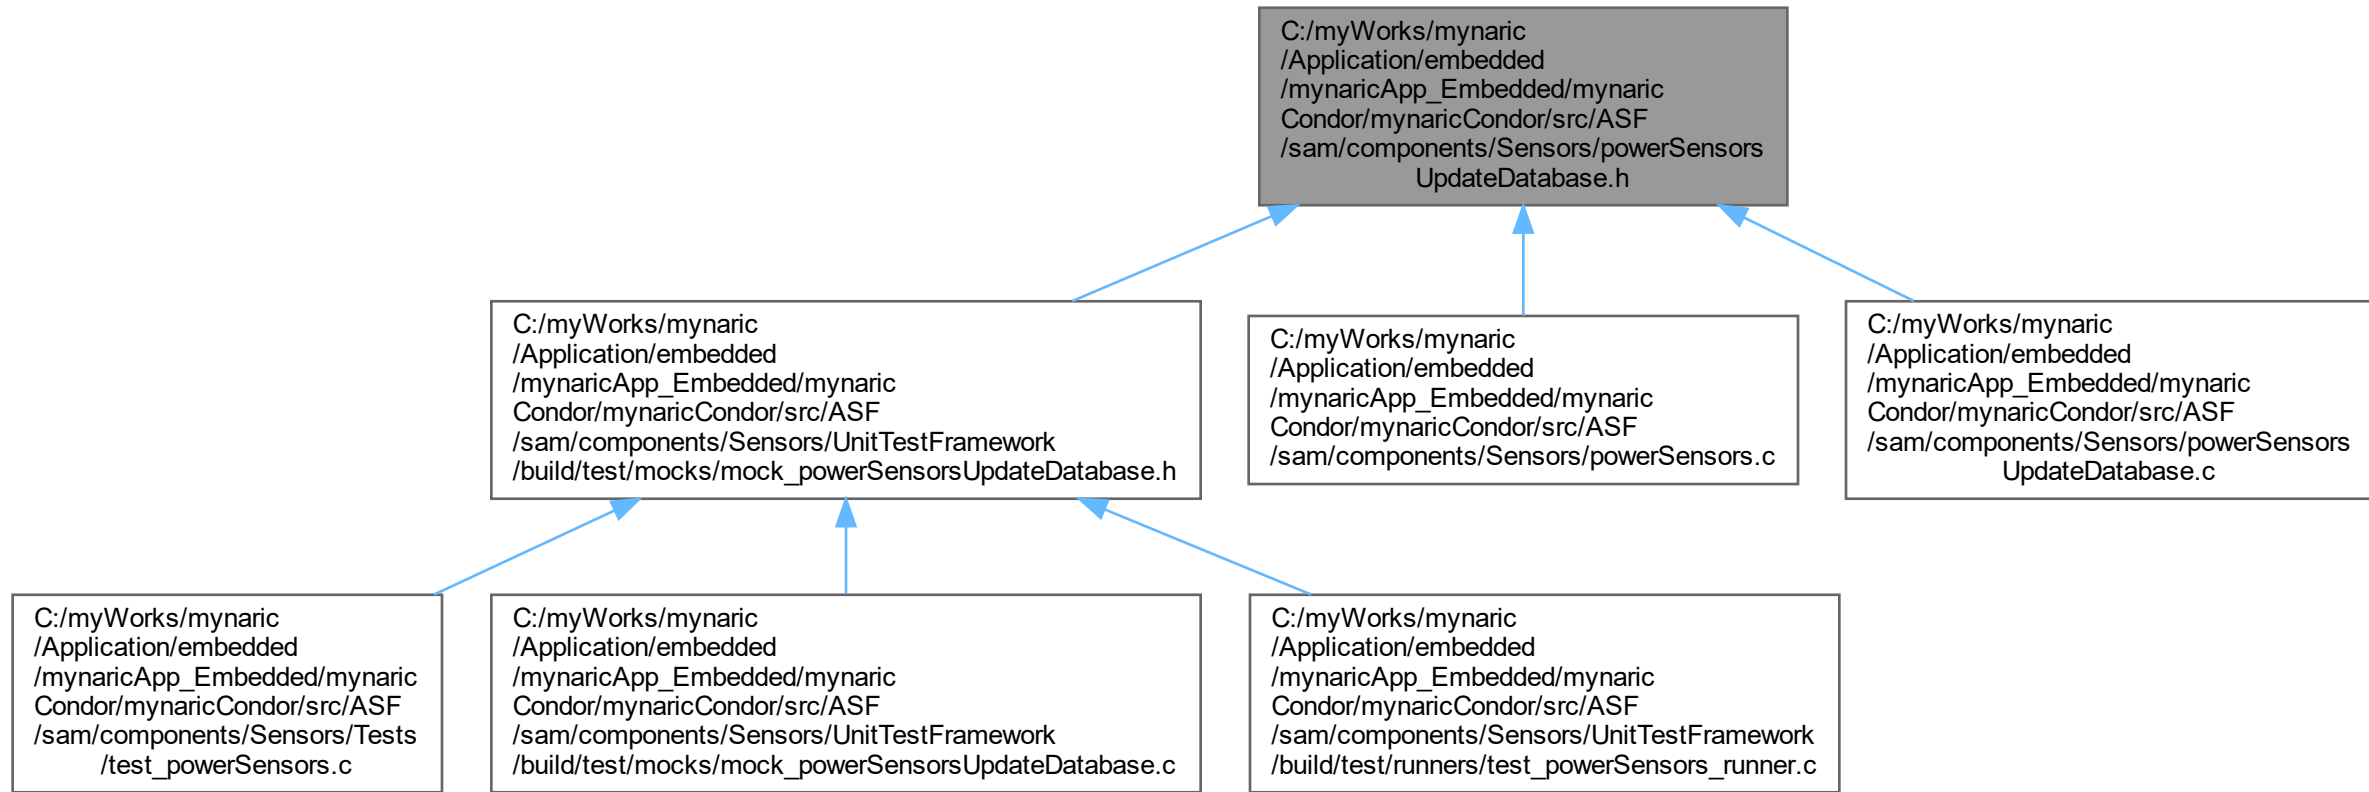 C:/myWorks/mynaric
/Application/embedded
/mynaricApp_Embedded/mynaric
Condor/mynaricCondor/src/ASF
/sam/components/Sensors/powerSensors
UpdateDatabase.h
C:/myWorks/mynaric
/Application/embedded
/mynaricApp_Embedded/mynaric
Condor/mynaricCondor/src/ASF
/sam/components/Sensors/UnitTestFramework
/build/test/mocks/mock_powerSensorsUpdateDatabase.h
C:/myWorks/mynaric
/Application/embedded
/mynaricApp_Embedded/mynaric
Condor/mynaricCondor/src/ASF
/sam/components/Sensors/powerSensors.c
C:/myWorks/mynaric
/Application/embedded
/mynaricApp_Embedded/mynaric
Condor/mynaricCondor/src/ASF
/sam/components/Sensors/powerSensors
UpdateDatabase.c
C:/myWorks/mynaric
/Application/embedded
/mynaricApp_Embedded/mynaric
Condor/mynaricCondor/src/ASF
/sam/components/Sensors/Tests
/test_powerSensors.c
C:/myWorks/mynaric
/Application/embedded
/mynaricApp_Embedded/mynaric
Condor/mynaricCondor/src/ASF
/sam/components/Sensors/UnitTestFramework
/build/test/mocks/mock_powerSensorsUpdateDatabase.c
C:/myWorks/mynaric
/Application/embedded
/mynaricApp_Embedded/mynaric
Condor/mynaricCondor/src/ASF
/sam/components/Sensors/UnitTestFramework
/build/test/runners/test_powerSensors_runner.c